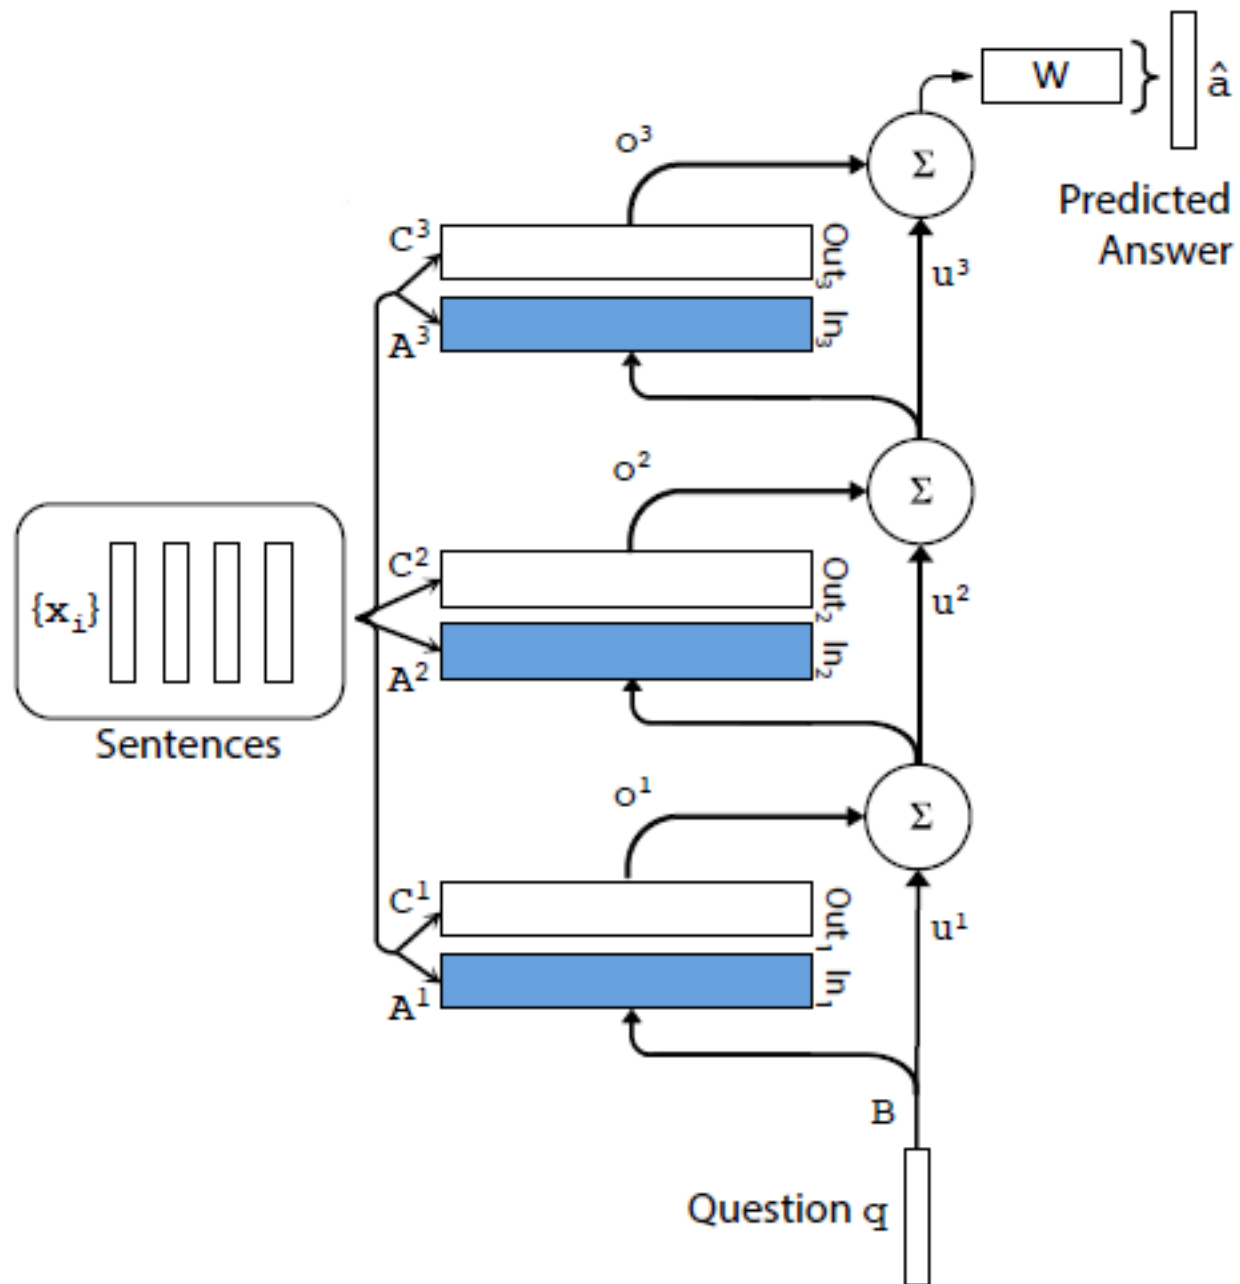 W
â
Predicted
Answer
Σ
o³
u³
C³
Out₃
A³
In₃
Σ
o²
u²
C²
Out₂
A²
In₂
{xᵢ}
Sentences
Σ
o¹
u¹
C¹
Out₁
A¹
In₁
B
Question q